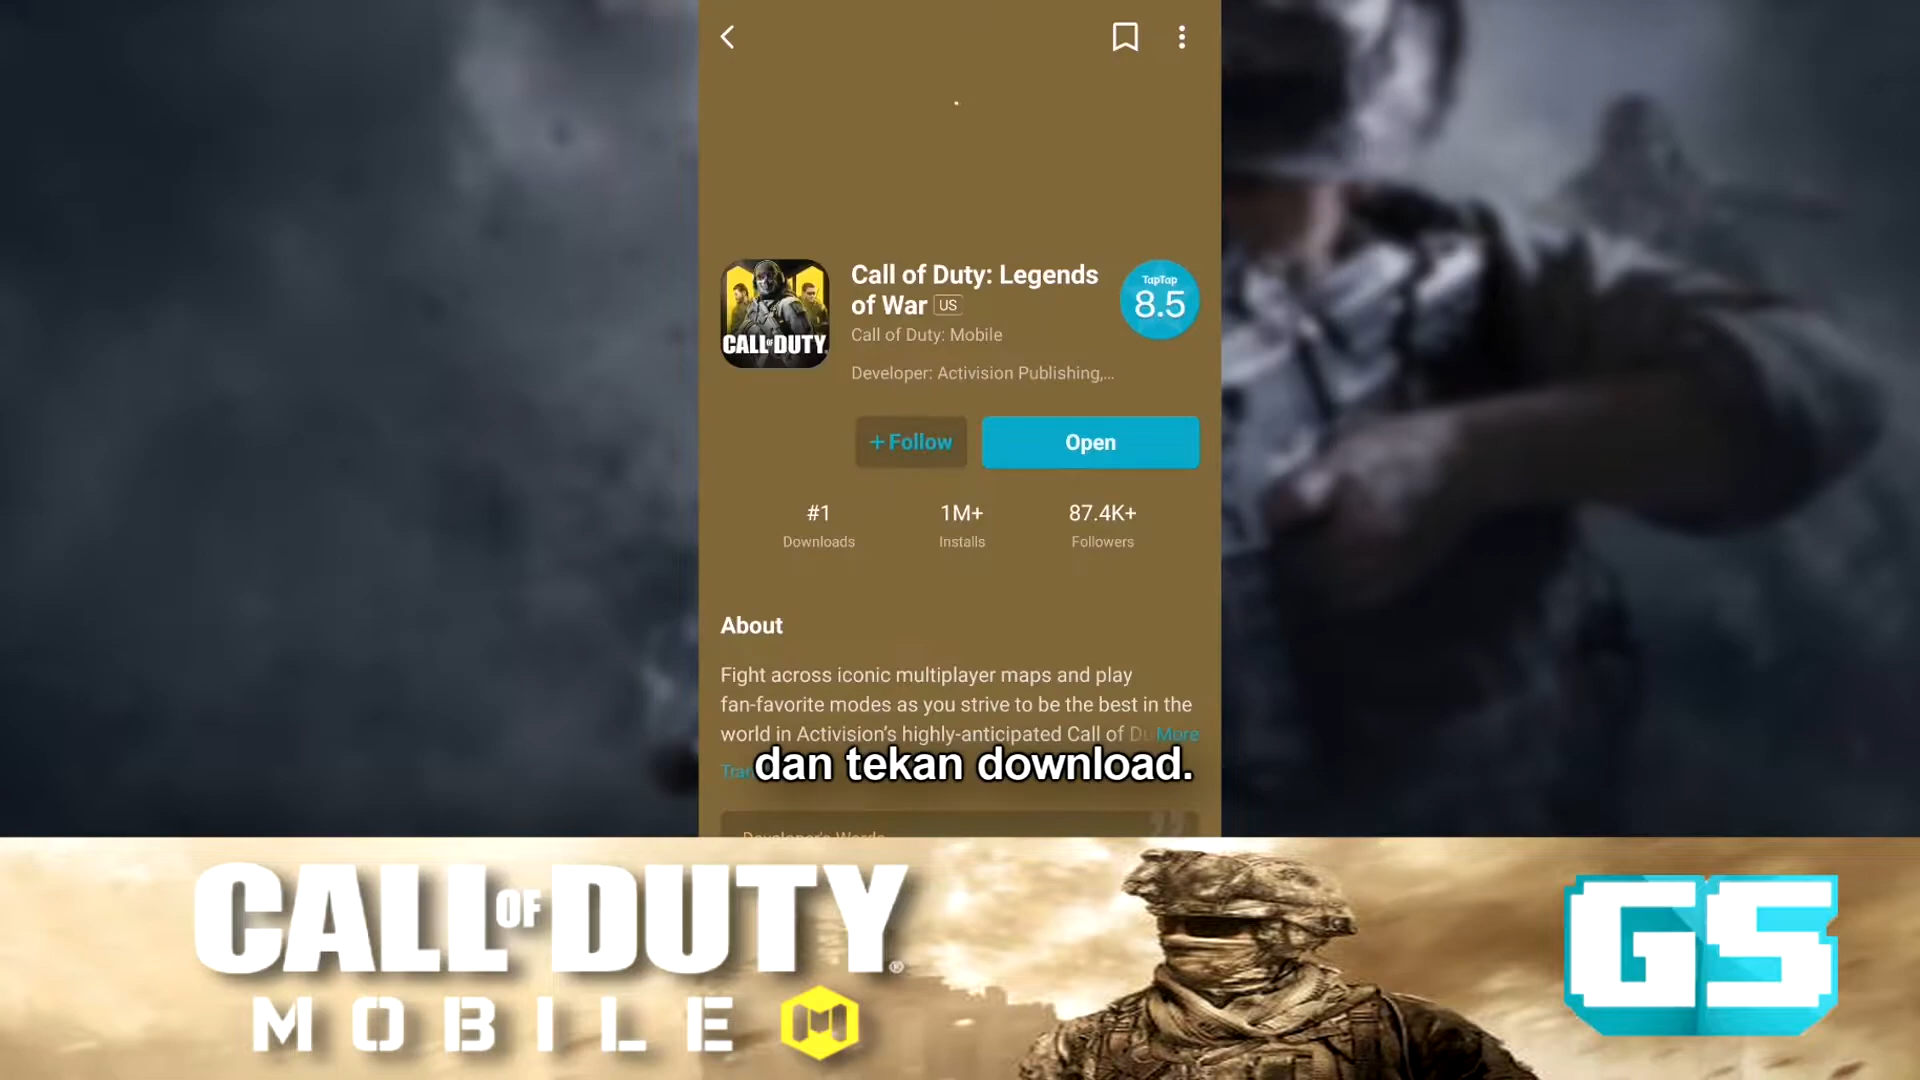 Call of Duty: Legends
of War US
TapTap
8.5
Call of Duty: Mobile
Developer: Activision Publishing,...
CALL OF DUTY
+ Follow
Open
#1
1M+
87.4K+
Downloads
Installs
Followers
About
Fight across iconic multiplayer maps and play
fan-favorite modes as you strive to be the best in the
world in Activision's highly-anticipated Call of Du More
dan tekan download.
Developer's Words
CALL OF DUTY®
MOBILE
GS